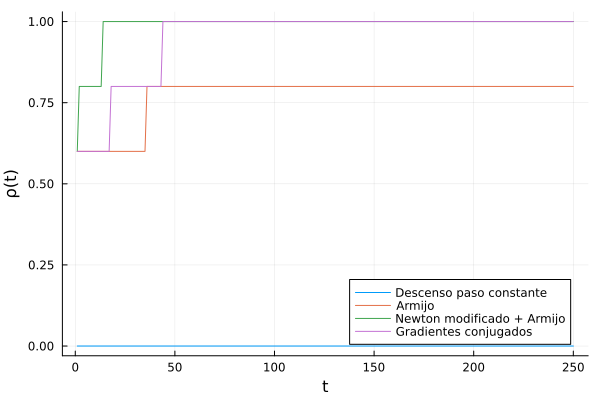 1.00
0.75
0.50
0.25
0.00
ρ(t)
Descenso paso constante
Armijo
Newton modificado + Armijo
Gradientes conjugados
0 50 100 150 200 250
t